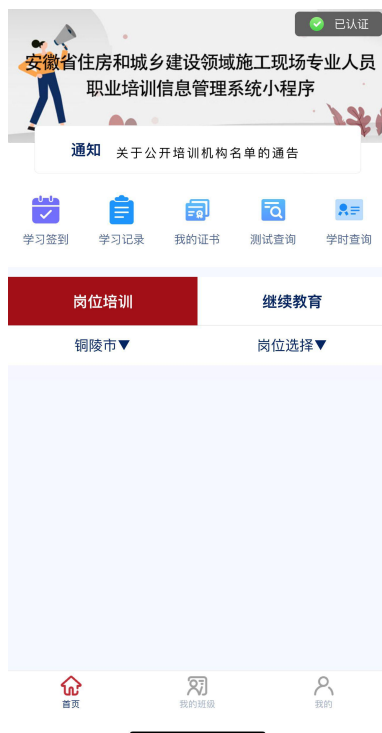 已认证
安徽省住房和城乡建设领域施工现场专业人员
职业培训信息管理系统小程序
通知 关于公开培训机构名单的通告
学习签到 学习记录 我的证书 测试查询 学时查询
岗位培训 继续教育
铜陵市▼ 岗位选择▼
首页 我的班级 我的